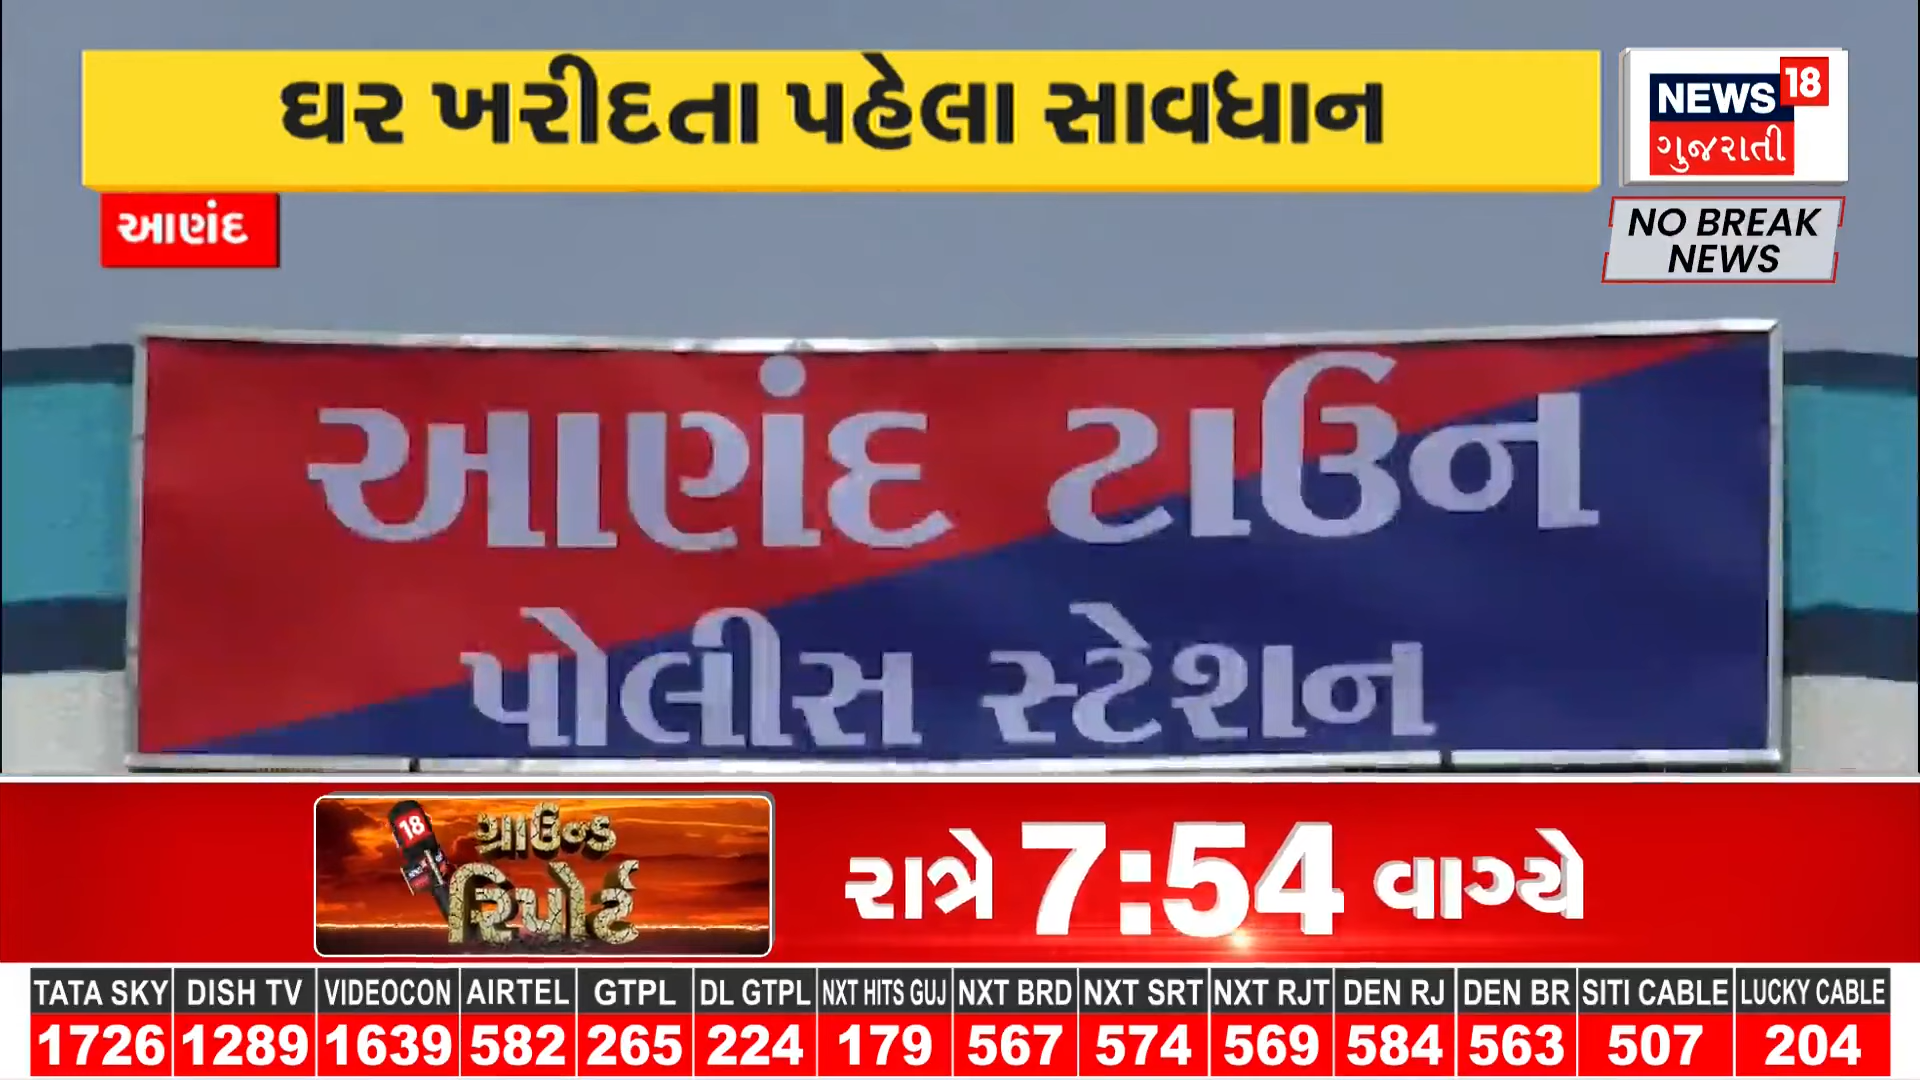 ઘર ખરીદતા પહેલા સાવધાન
NEWS 18
ગુજરાતી
આણંદ
NO BREAK
NEWS
આણંદ ટાઉન
પોલીસ સ્ટેશન
18
ગ્રાઉન્ડ
રિપોર્ટ
રાત્રે 7:54 વાગ્યે
TATA SKY DISH TV VIDEOCON AIRTEL GTPL DL GTPL NXT HITS GUJ NXT BRD NXT SRT NXT RJT DEN RJ DEN BR SITI CABLE LUCKY CABLE
1726 1289 1639 582 265 224 179 567 574 569 584 563 507 204